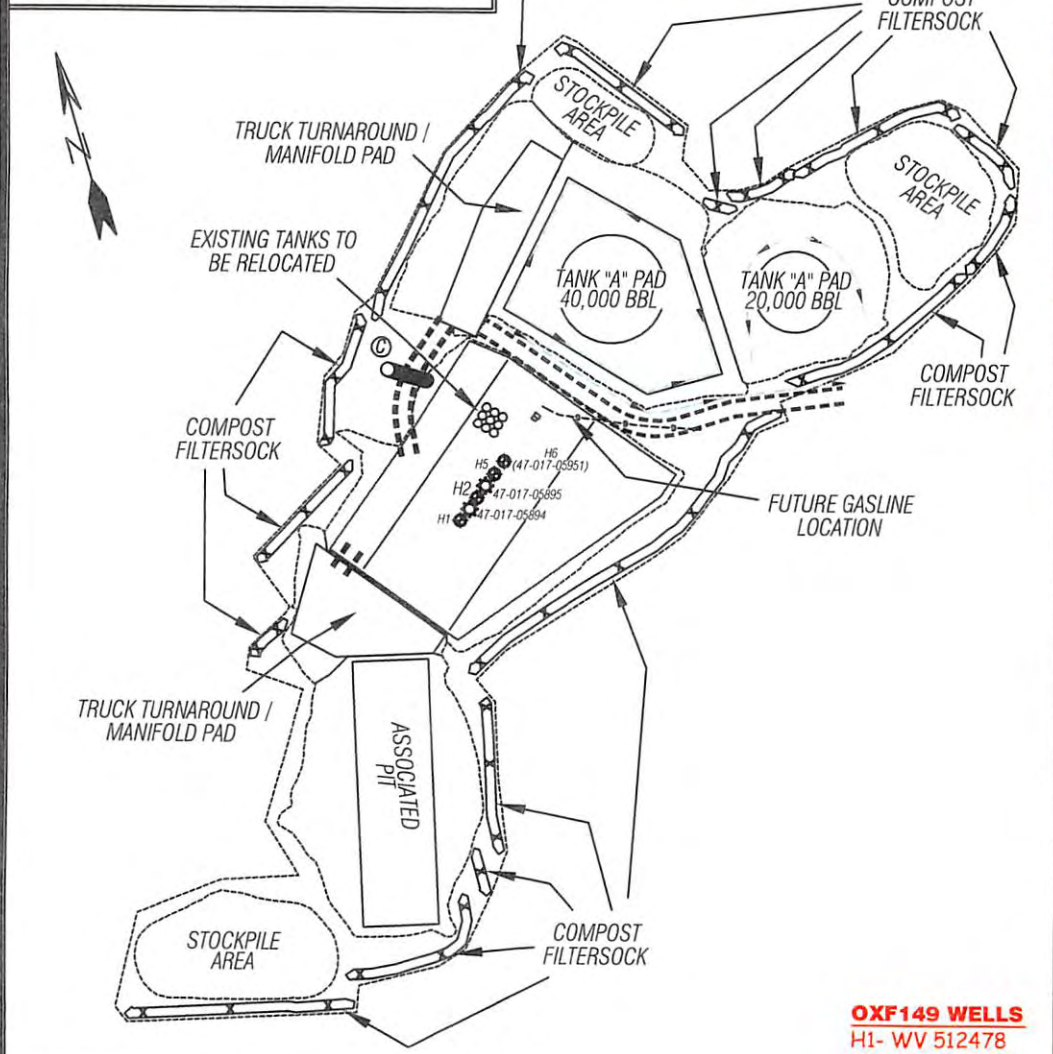 COMPOST
FILTERSOCK
STOCKPILE
AREA
TRUCK TURNAROUND /
MANIFOLD PAD
STOCKPILE
AREA
N
EXISTING TANKS TO
BE RELOCATED
TANK "A" PAD
40,000 BBL
TANK "A" PAD
20,000 BBL
C
COMPOST
FILTERSOCK
COMPOST
FILTERSOCK
H6
(47-017-05951)
H5
H2
47-017-05895
H1
47-017-05894
FUTURE GASLINE
LOCATION
TRUCK TURNAROUND /
MANIFOLD PAD
ASSOCIATED
PIT
STOCKPILE
AREA
COMPOST
FILTERSOCK
OXF149 WELLS
H1- WV 512478